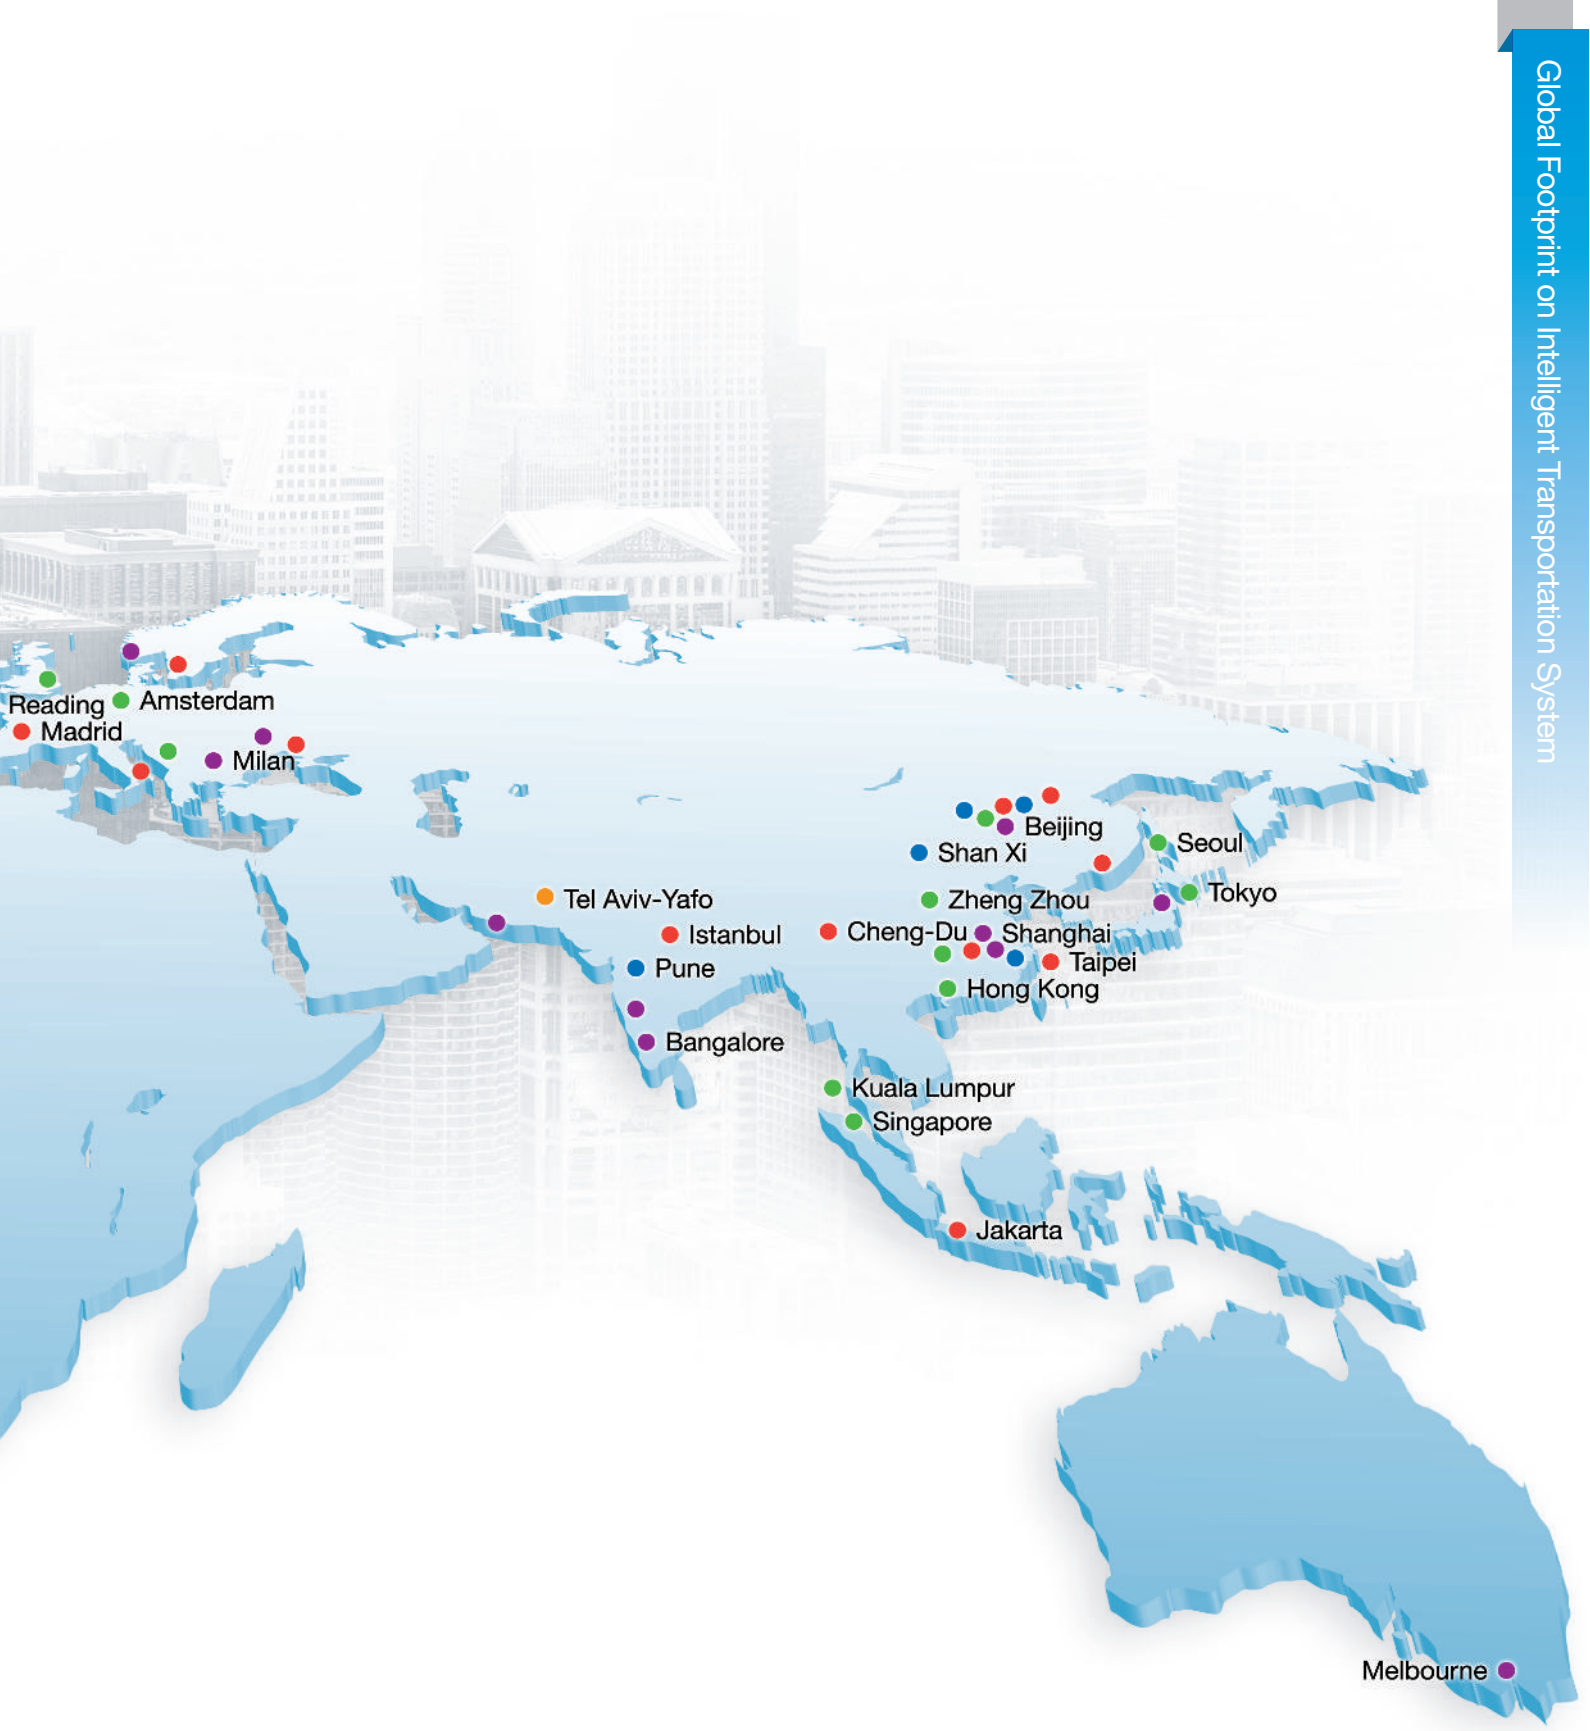 Global Footprint on Intelligent Transportation System
Reading
Amsterdam
Madrid
Milan
Beijing
Seoul
Shan Xi
Tel Aviv-Yafo
Zheng Zhou
Tokyo
Istanbul
Cheng-Du
Shanghai
Pune
Taipei
Hong Kong
Bangalore
Kuala Lumpur
Singapore
Jakarta
Melbourne